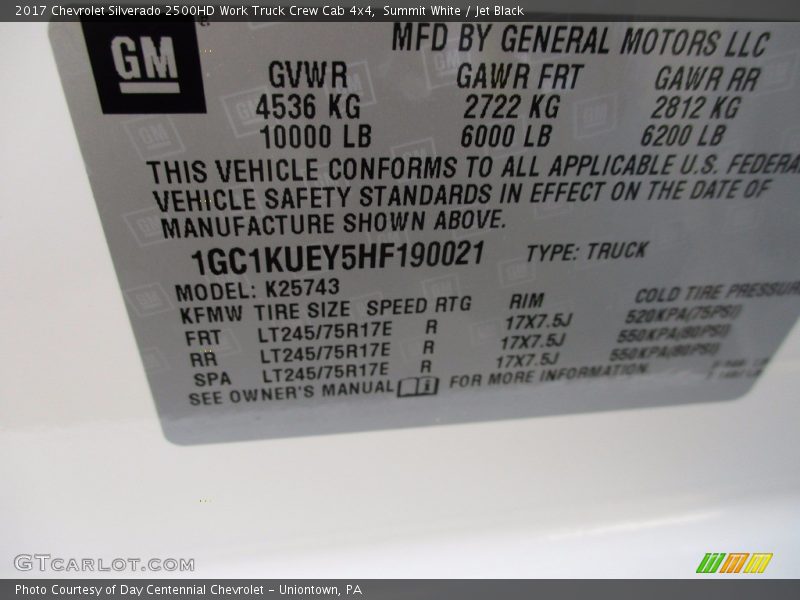 2017 Chevrolet Silverado 2500HD Work Truck Crew Cab 4x4, Summit White / Jet Black
GM
MFD BY GENERAL MOTORS LLC
GVWR GAWR FRT GAWR RR
4536 KG 2722 KG 2812 KG
10000 LB 6000 LB 6200 LB
THIS VEHICLE CONFORMS TO ALL APPLICABLE U.S. FEDERA
VEHICLE SAFETY STANDARDS IN EFFECT ON THE DATE OF
MANUFACTURE SHOWN ABOVE.
1GC1KUEY5HF190021 TYPE: TRUCK
MODEL: K25743
KFMW TIRE SIZE SPEED RTG RIM COLD TIRE PRESSUR
FRT LT245/75R17E R 17X7.5J 520KPA(75PSI)
RR LT245/75R17E R 17X7.5J 550KPA(80PSI)
SPA LT245/75R17E R 17X7.5J 550KPA(80PSI)
SEE OWNER'S MANUAL FOR MORE INFORMATION.
GTCARLOT.COM
Photo Courtesy of Day Centennial Chevrolet - Uniontown, PA